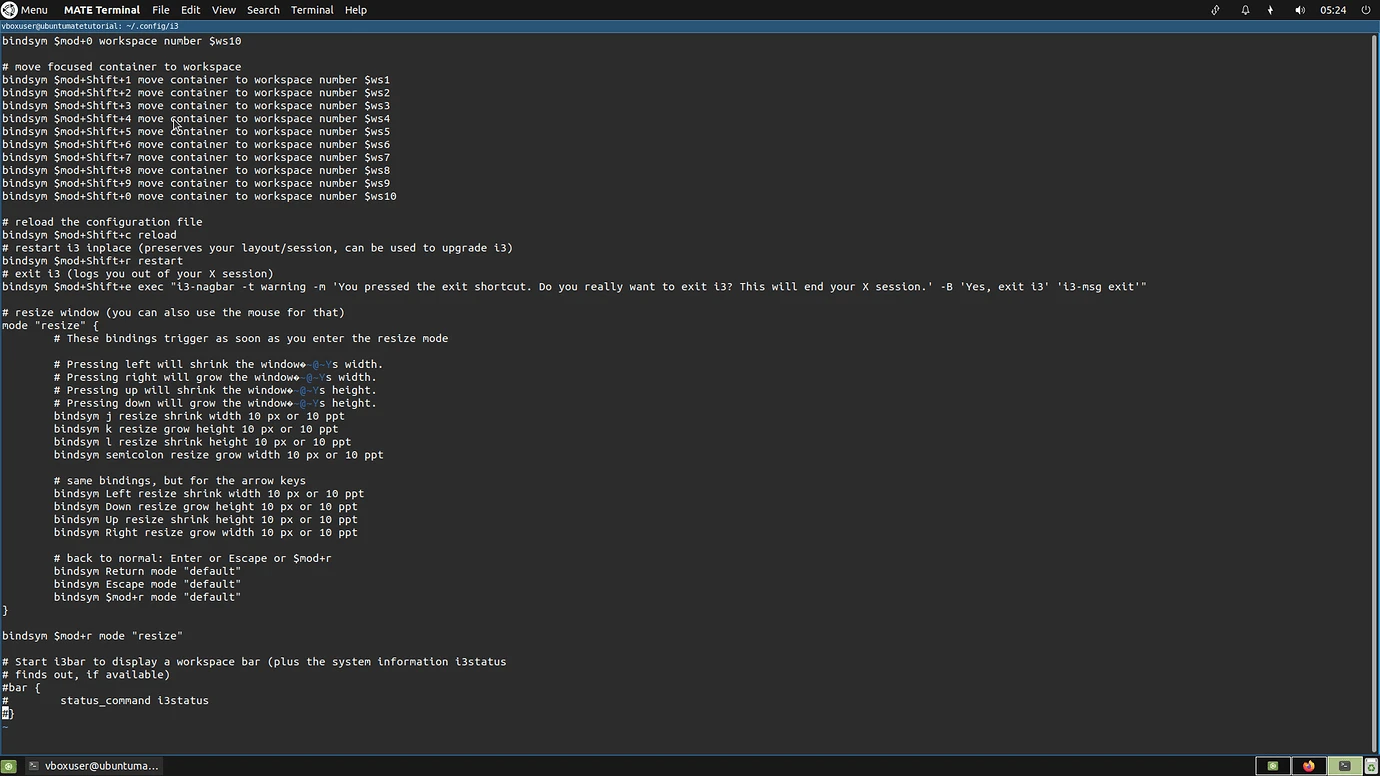 Menu MATE Terminal File Edit View Search Terminal Help 05:24
vboxuser@ubuntumatetutorial: ~/.config/i3
bindsym $mod+0 workspace number $ws10
# move focused container to workspace
bindsym $mod+Shift+1 move container to workspace number $ws1
bindsym $mod+Shift+2 move container to workspace number $ws2
bindsym $mod+Shift+3 move container to workspace number $ws3
bindsym $mod+Shift+4 move container to workspace number $ws4
bindsym $mod+Shift+5 move container to workspace number $ws5
bindsym $mod+Shift+6 move container to workspace number $ws6
bindsym $mod+Shift+7 move container to workspace number $ws7
bindsym $mod+Shift+8 move container to workspace number $ws8
bindsym $mod+Shift+9 move container to workspace number $ws9
bindsym $mod+Shift+0 move container to workspace number $ws10
# reload the configuration file
bindsym $mod+Shift+c reload
# restart i3 inplace (preserves your layout/session, can be used to upgrade i3)
bindsym $mod+Shift+r restart
# exit i3 (logs you out of your X session)
bindsym $mod+Shift+e exec "i3-nagbar -t warning -m 'You pressed the exit shortcut. Do you really want to exit i3? This will end your X session.' -B 'Yes, exit i3' 'i3-msg exit'"
# resize window (you can also use the mouse for that)
mode "resize" {
# These bindings trigger as soon as you enter the resize mode
# Pressing left will shrink the window�~@~Ys width.
# Pressing right will grow the window�~@~Ys width.
# Pressing up will shrink the window�~@~Ys height.
# Pressing down will grow the window�~@~Ys height.
bindsym j resize shrink width 10 px or 10 ppt
bindsym k resize grow height 10 px or 10 ppt
bindsym l resize shrink height 10 px or 10 ppt
bindsym semicolon resize grow width 10 px or 10 ppt
# same bindings, but for the arrow keys
bindsym Left resize shrink width 10 px or 10 ppt
bindsym Down resize grow height 10 px or 10 ppt
bindsym Up resize shrink height 10 px or 10 ppt
bindsym Right resize grow width 10 px or 10 ppt
# back to normal: Enter or Escape or $mod+r
bindsym Return mode "default"
bindsym Escape mode "default"
bindsym $mod+r mode "default"
}
bindsym $mod+r mode "resize"
# Start i3bar to display a workspace bar (plus the system information i3status
# finds out, if available)
#bar {
# status_command i3status
#}
~
vboxuser@ubuntuma...